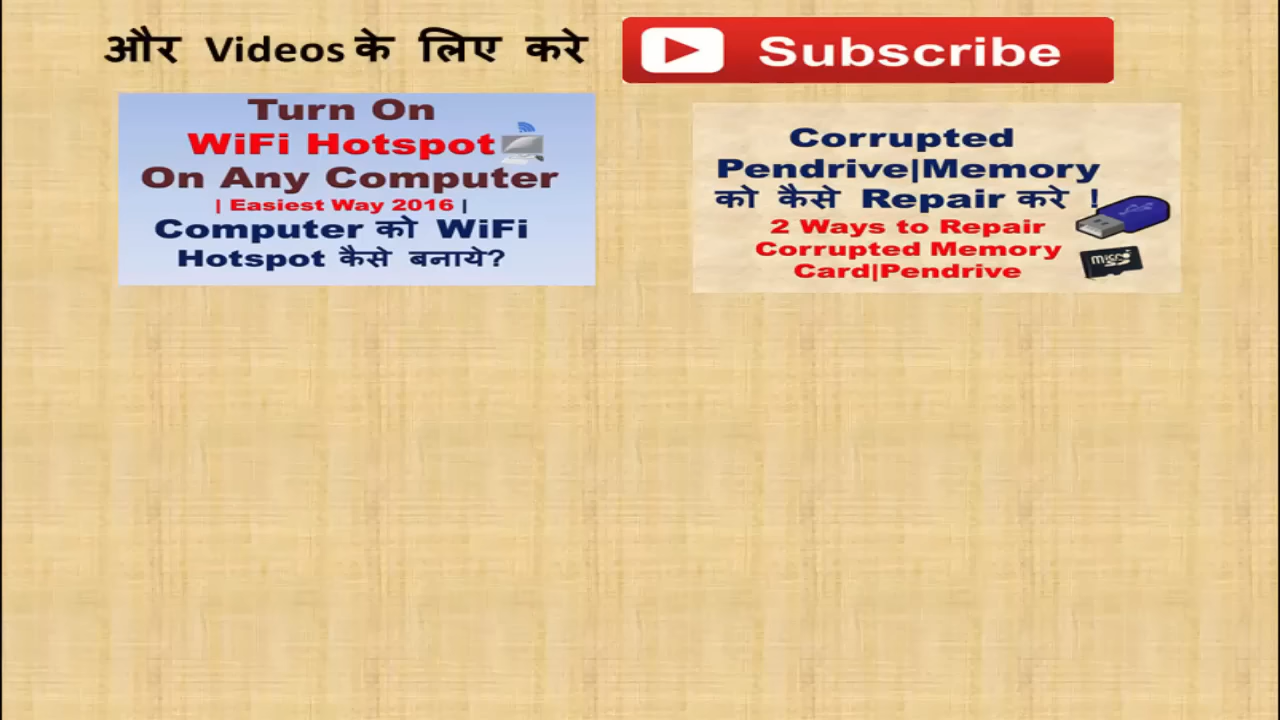 और Videos के लिए करे
Subscribe
Turn On
WiFi Hotspot
On Any Computer
| Easiest Way 2016 |
Computer को WiFi
Hotspot कैसे बनाये?
Corrupted
Pendrive|Memory
को कैसे Repair करे !
2 Ways to Repair
Corrupted Memory
Card|Pendrive
micro